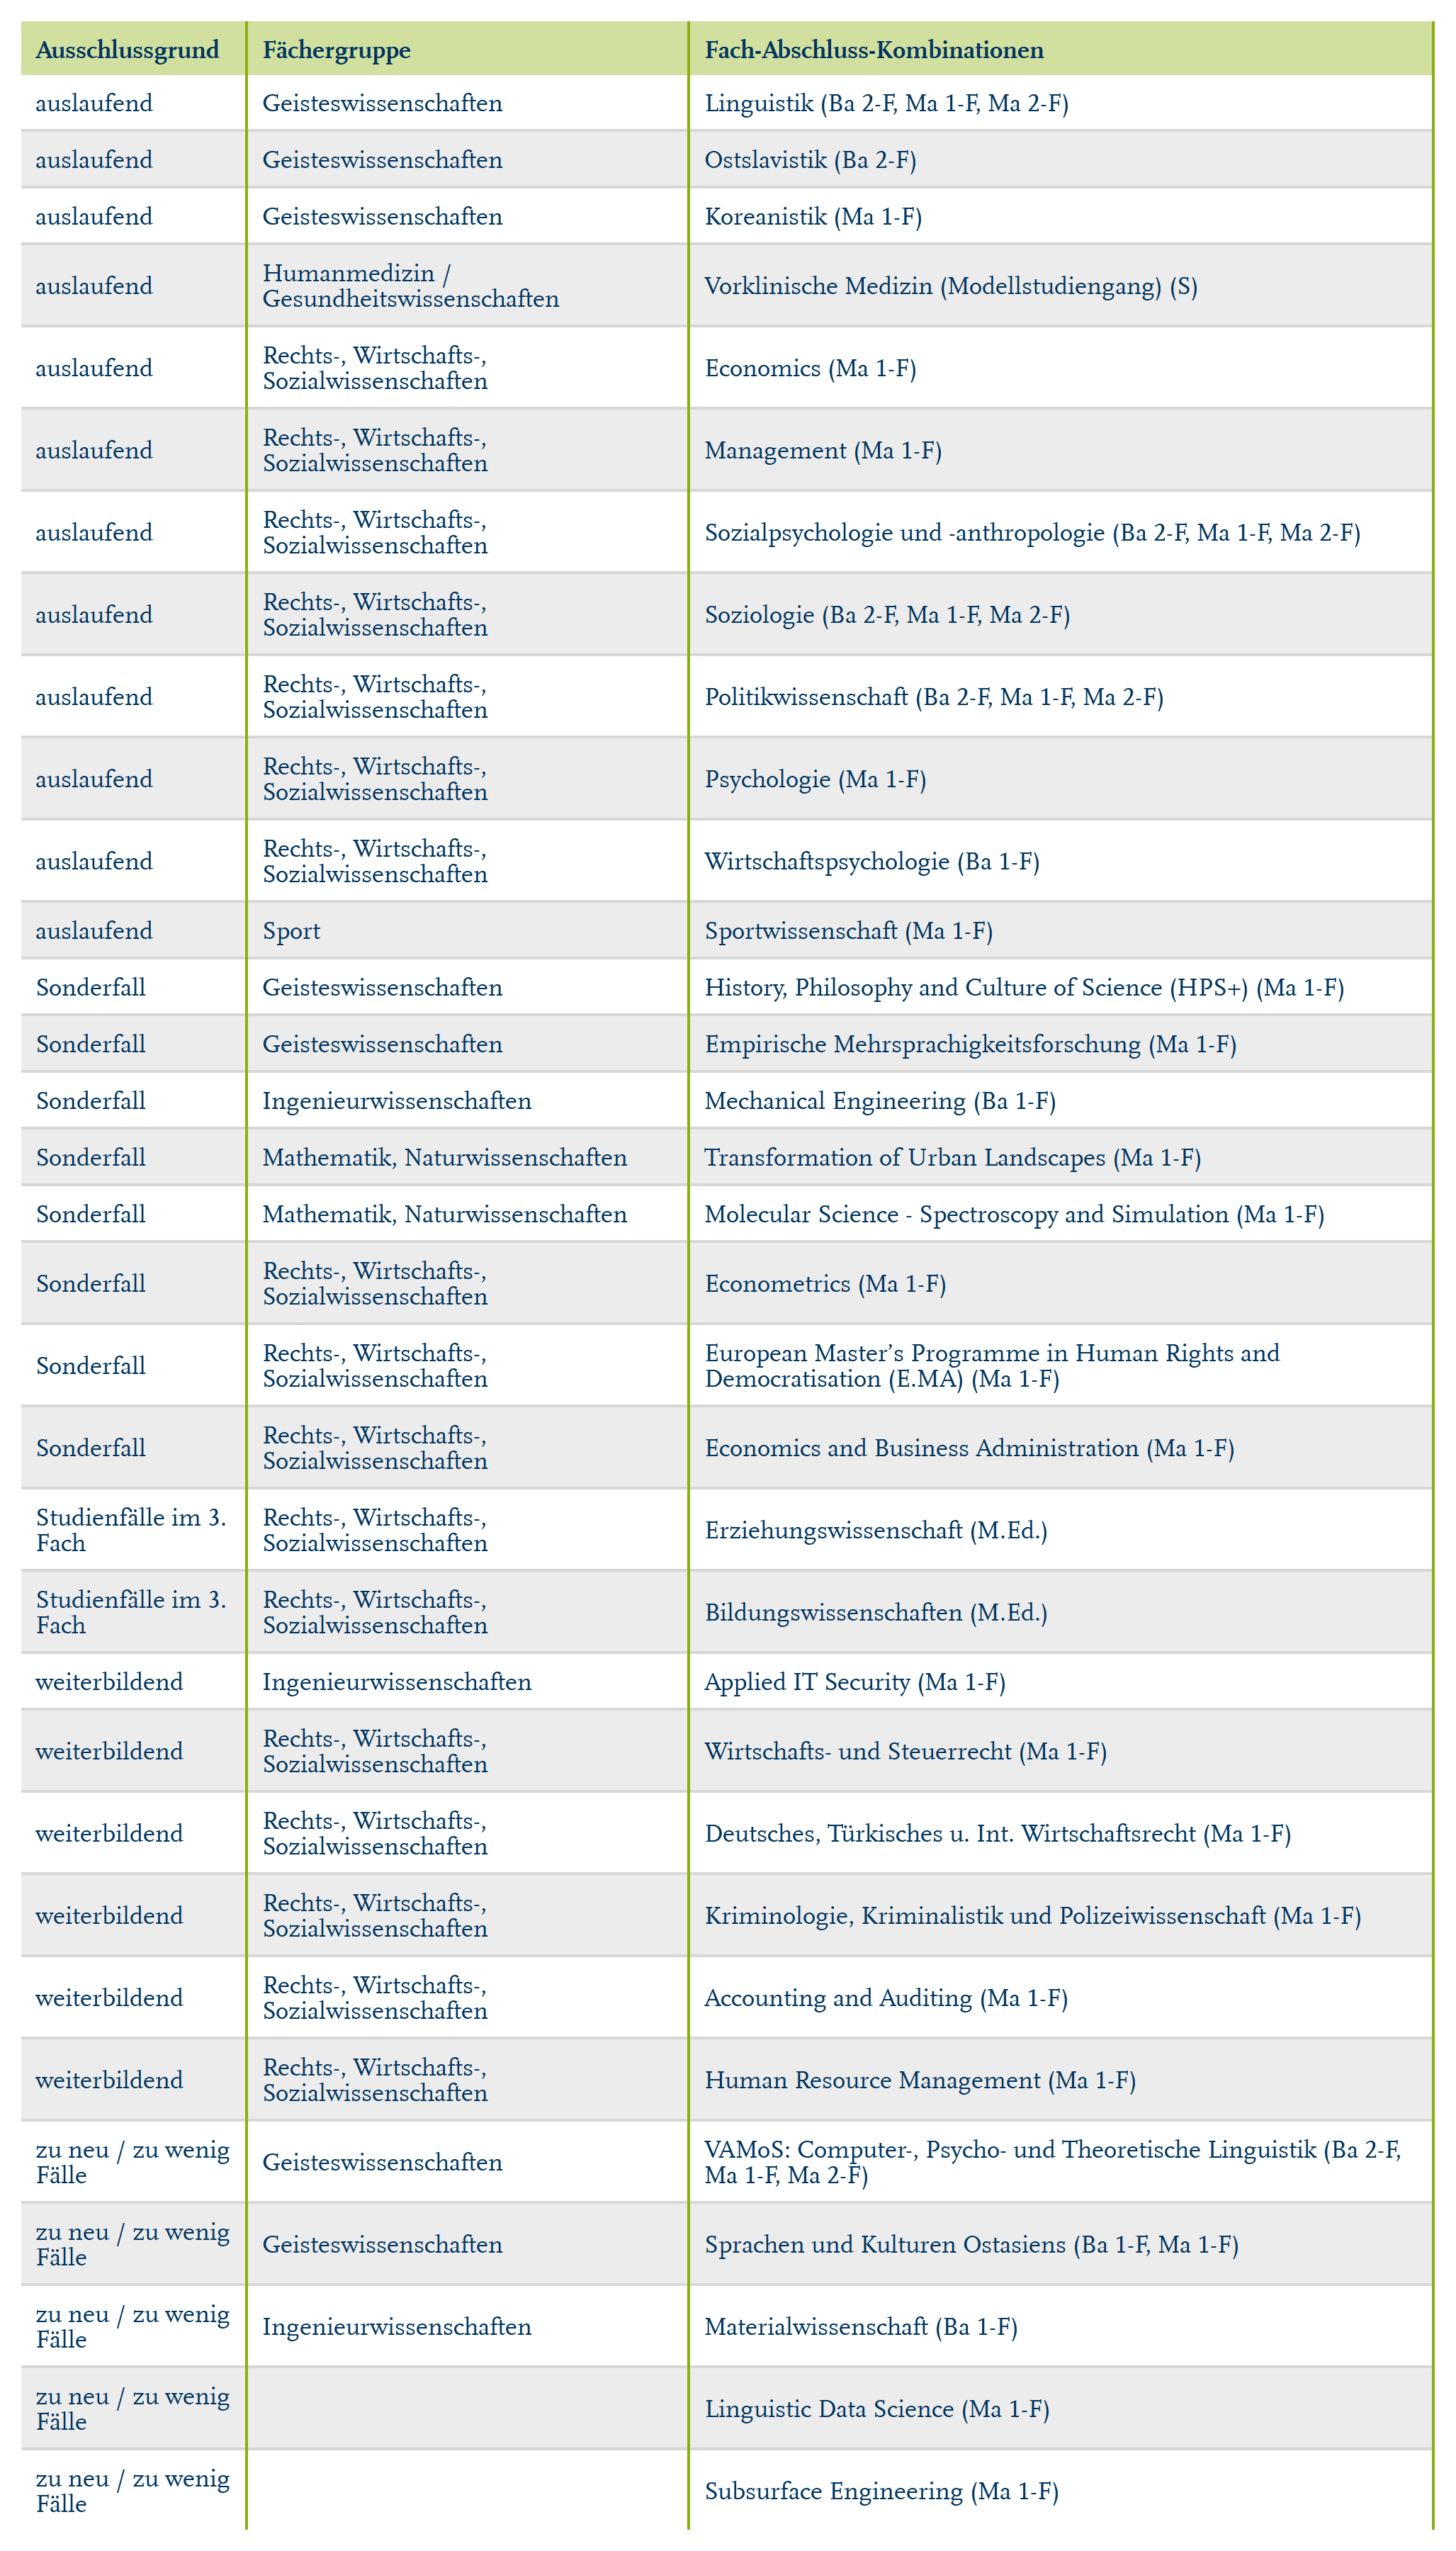 Ausschlussgrund Fächergruppe Fach-Abschluss-Kombinationen
auslaufend Geisteswissenschaften Linguistik (Ba 2-F, Ma 1-F, Ma 2-F)
auslaufend Geisteswissenschaften Ostslavistik (Ba 2-F)
auslaufend Geisteswissenschaften Koreanistik (Ma 1-F)
auslaufend Humanmedizin /
Gesundheitswissenschaften Vorklinische Medizin (Modellstudiengang) (S)
auslaufend Rechts-, Wirtschafts-,
Sozialwissenschaften Economics (Ma 1-F)
auslaufend Rechts-, Wirtschafts-,
Sozialwissenschaften Management (Ma 1-F)
auslaufend Rechts-, Wirtschafts-,
Sozialwissenschaften Sozialpsychologie und -anthropologie (Ba 2-F, Ma 1-F, Ma 2-F)
auslaufend Rechts-, Wirtschafts-,
Sozialwissenschaften Soziologie (Ba 2-F, Ma 1-F, Ma 2-F)
auslaufend Rechts-, Wirtschafts-,
Sozialwissenschaften Politikwissenschaft (Ba 2-F, Ma 1-F, Ma 2-F)
auslaufend Rechts-, Wirtschafts-,
Sozialwissenschaften Psychologie (Ma 1-F)
auslaufend Rechts-, Wirtschafts-,
Sozialwissenschaften Wirtschaftspsychologie (Ba 1-F)
auslaufend Sport Sportwissenschaft (Ma 1-F)
Sonderfall Geisteswissenschaften History, Philosophy and Culture of Science (HPS+) (Ma 1-F)
Sonderfall Geisteswissenschaften Empirische Mehrsprachigkeitsforschung (Ma 1-F)
Sonderfall Ingenieurwissenschaften Mechanical Engineering (Ba 1-F)
Sonderfall Mathematik, Naturwissenschaften Transformation of Urban Landscapes (Ma 1-F)
Sonderfall Mathematik, Naturwissenschaften Molecular Science - Spectroscopy and Simulation (Ma 1-F)
Sonderfall Rechts-, Wirtschafts-,
Sozialwissenschaften Econometrics (Ma 1-F)
Sonderfall Rechts-, Wirtschafts-,
Sozialwissenschaften European Master’s Programme in Human Rights and
Democratisation (E.MA) (Ma 1-F)
Sonderfall Rechts-, Wirtschafts-,
Sozialwissenschaften Economics and Business Administration (Ma 1-F)
Studienfälle im 3.
Fach Rechts-, Wirtschafts-,
Sozialwissenschaften Erziehungswissenschaft (M.Ed.)
Studienfälle im 3.
Fach Rechts-, Wirtschafts-,
Sozialwissenschaften Bildungswissenschaften (M.Ed.)
weiterbildend Ingenieurwissenschaften Applied IT Security (Ma 1-F)
weiterbildend Rechts-, Wirtschafts-,
Sozialwissenschaften Wirtschafts- und Steuerrecht (Ma 1-F)
weiterbildend Rechts-, Wirtschafts-,
Sozialwissenschaften Deutsches, Türkisches u. Int. Wirtschaftsrecht (Ma 1-F)
weiterbildend Rechts-, Wirtschafts-,
Sozialwissenschaften Kriminologie, Kriminalistik und Polizeiwissenschaft (Ma 1-F)
weiterbildend Rechts-, Wirtschafts-,
Sozialwissenschaften Accounting and Auditing (Ma 1-F)
weiterbildend Rechts-, Wirtschafts-,
Sozialwissenschaften Human Resource Management (Ma 1-F)
zu neu / zu wenig
Fälle Geisteswissenschaften VAMoS: Computer-, Psycho- und Theoretische Linguistik (Ba 2-F,
Ma 1-F, Ma 2-F)
zu neu / zu wenig
Fälle Geisteswissenschaften Sprachen und Kulturen Ostasiens (Ba 1-F, Ma 1-F)
zu neu / zu wenig
Fälle Ingenieurwissenschaften Materialwissenschaft (Ba 1-F)
zu neu / zu wenig
Fälle Linguistic Data Science (Ma 1-F)
zu neu / zu wenig
Fälle Subsurface Engineering (Ma 1-F)